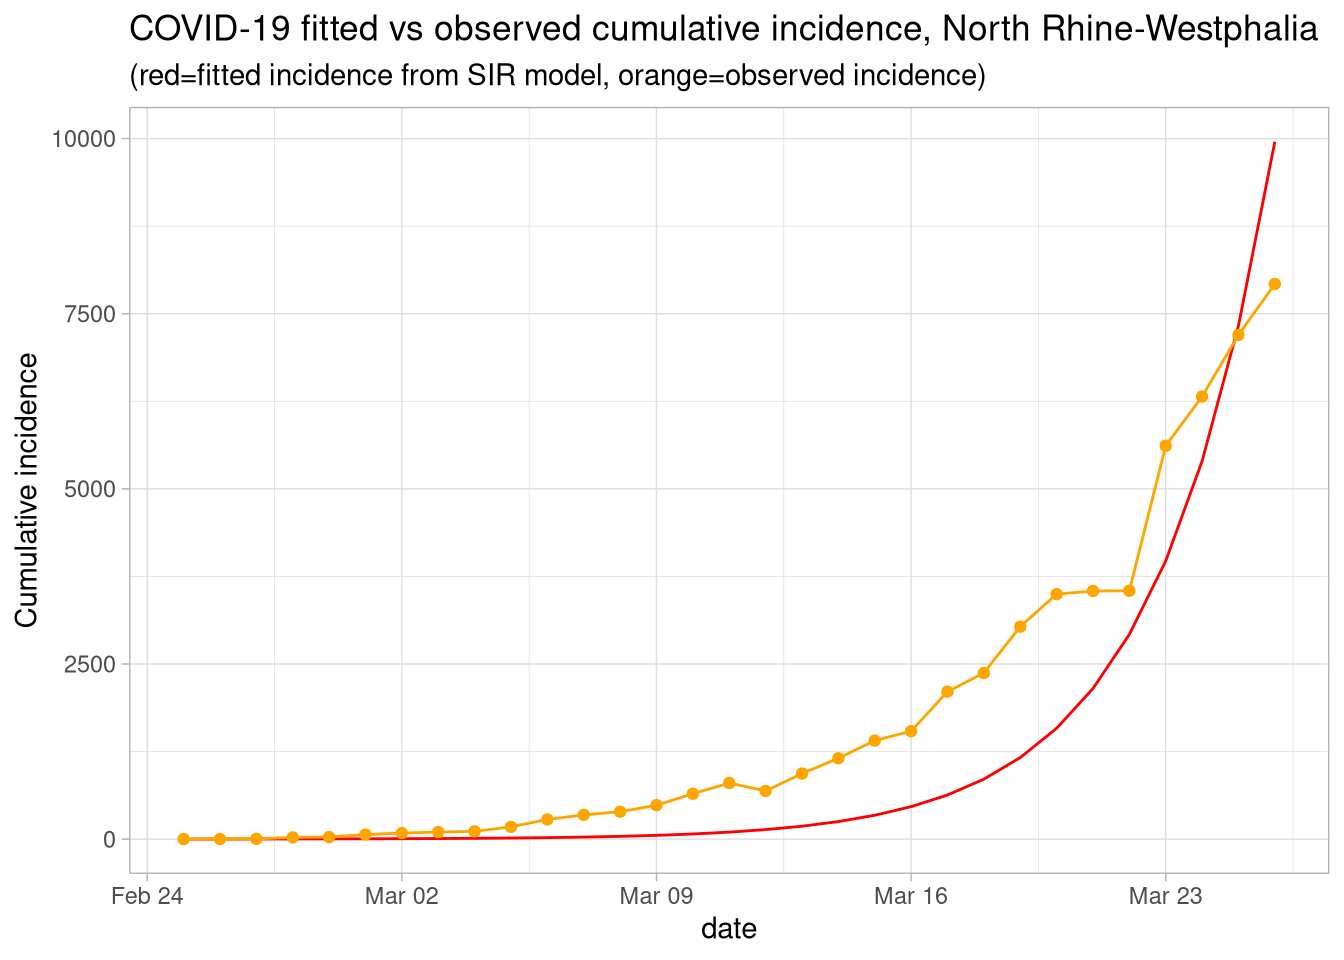 COVID-19 fitted vs observed cumulative incidence, North Rhine-Westphalia
(red=fitted incidence from SIR model, orange=observed incidence)
Cumulative incidence
10000
7500
5000
2500
0
Feb 24
Mar 02
Mar 09
Mar 16
Mar 23
date